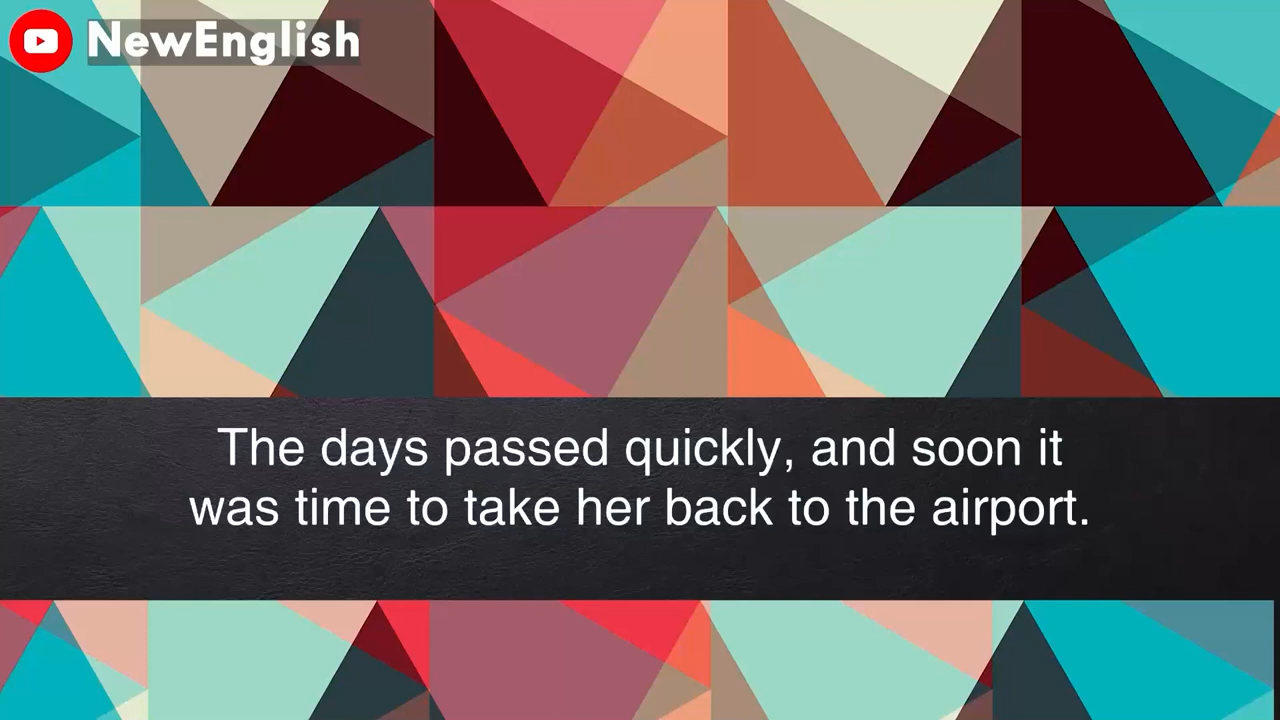 NewEnglish
The days passed quickly, and soon it
was time to take her back to the airport.